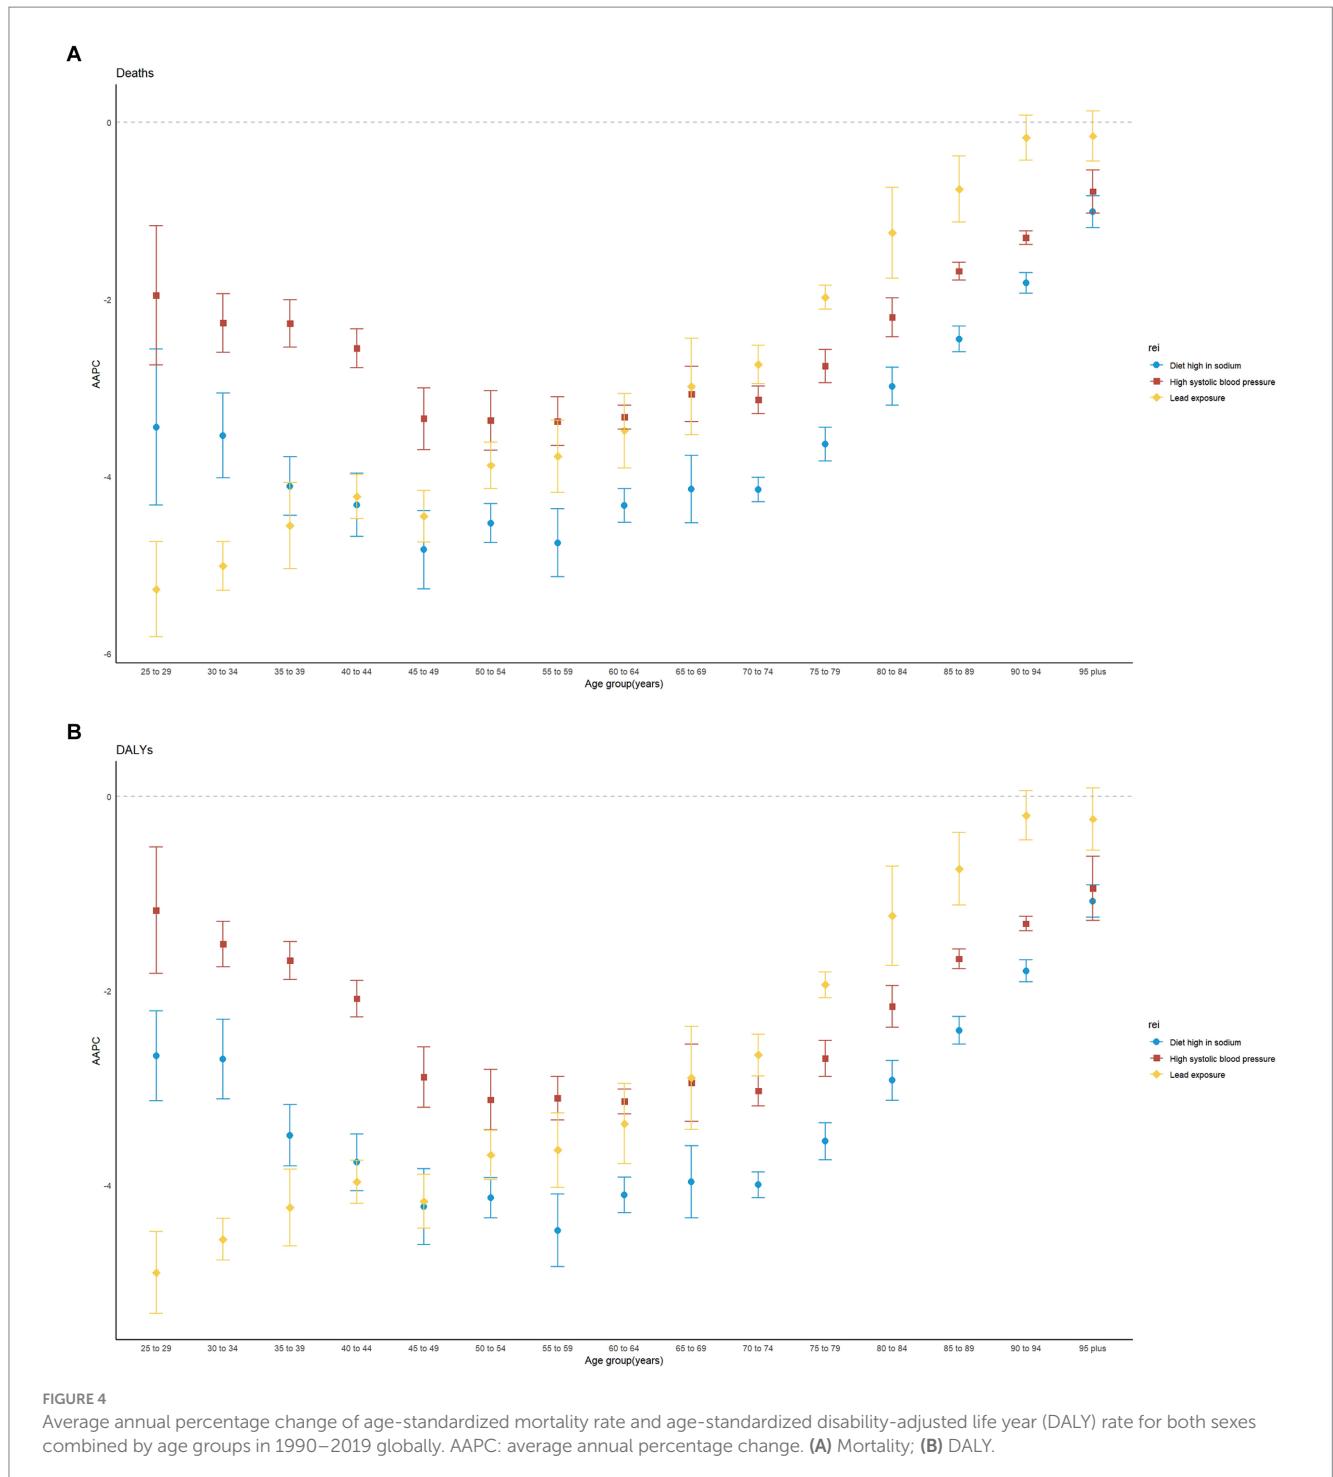 A
Deaths
0
-2
-4
-6
AAPC
25 to 29 30 to 34 35 to 39 40 to 44 45 to 49 50 to 54 55 to 59 60 to 64 65 to 69 70 to 74 75 to 79 80 to 84 85 to 89 90 to 94 95 plus
Age group(years)
rei
Diet high in sodium
High systolic blood pressure
Lead exposure
B
DALYs
0
-2
-4
AAPC
25 to 29 30 to 34 35 to 39 40 to 44 45 to 49 50 to 54 55 to 59 60 to 64 65 to 69 70 to 74 75 to 79 80 to 84 85 to 89 90 to 94 95 plus
Age group(years)
rei
Diet high in sodium
High systolic blood pressure
Lead exposure
FIGURE 4
Average annual percentage change of age-standardized mortality rate and age-standardized disability-adjusted life year (DALY) rate for both sexes
combined by age groups in 1990–2019 globally. AAPC: average annual percentage change. (A) Mortality; (B) DALY.